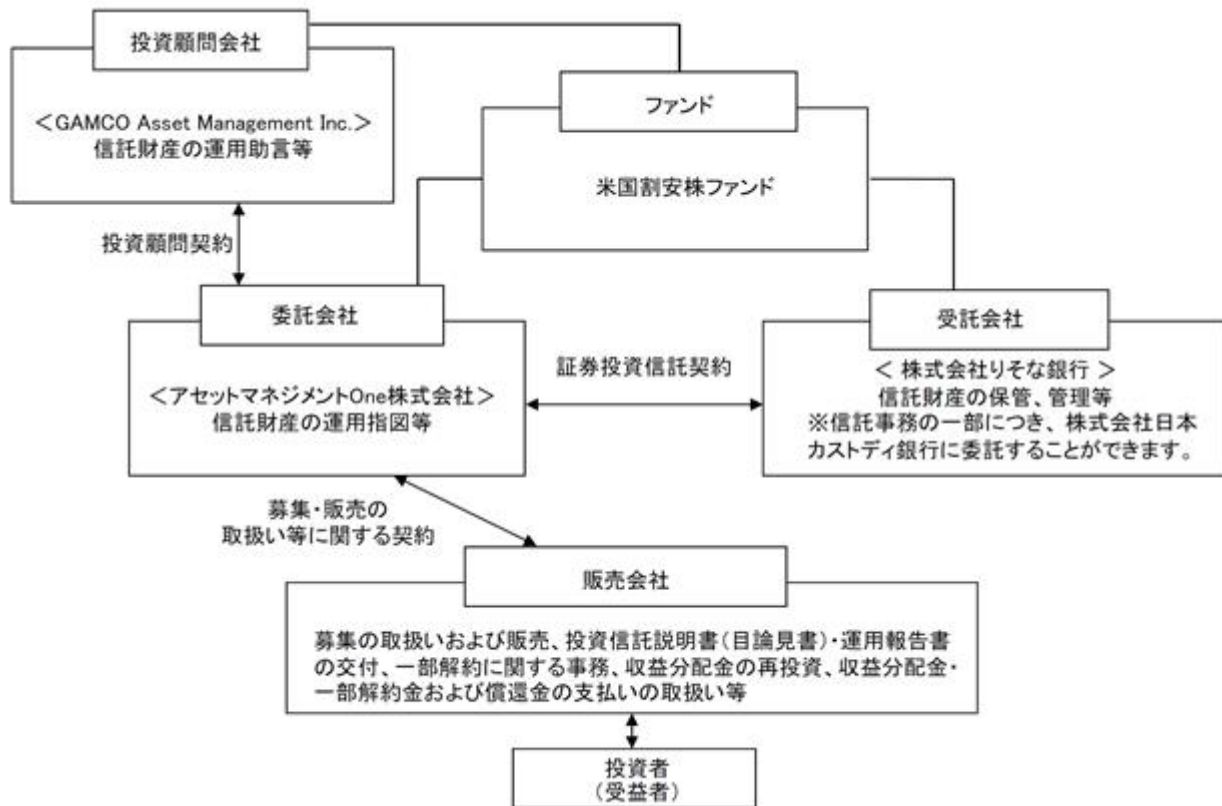 投資顧問会社
<GAMCO Asset Management Inc.>
信託財産の運用助言等
ファンド
米国割安株ファンド
投資顧問契約
委託会社
<アセットマネジメントOne株式会社>
信託財産の運用指図等
証券投資信託契約
受託会社
< 株式会社りそな銀行 >
信託財産の保管、管理等
※信託事務の一部につき、株式会社日本
カストディ銀行に委託することができます。
募集・販売の
取扱い等に関する契約
販売会社
募集の取扱いおよび販売、投資信託説明書(目論見書)・運用報告書
の交付、一部解約に関する事務、収益分配金の再投資、収益分配金・
一部解約金および償還金の支払いの取扱い等
投資者
(受益者)